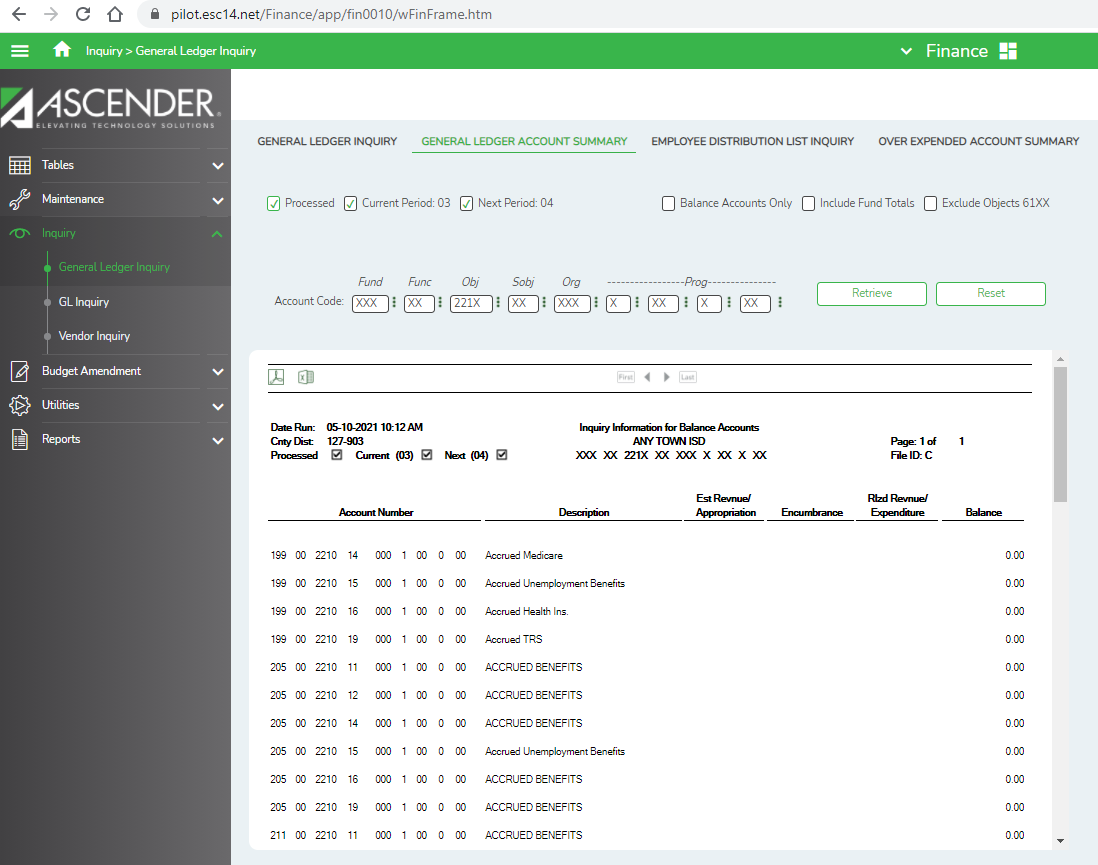 pilot.esc14.net/Finance/app/fin0010/wFinFrame.htm
Inquiry > General Ledger Inquiry
Finance
ASCENDER
ELEVATING TECHNOLOGY SOLUTIONS
Tables
Maintenance
Inquiry
General Ledger Inquiry
GL Inquiry
Vendor Inquiry
Budget Amendment
Utilities
Reports
GENERAL LEDGER INQUIRY GENERAL LEDGER ACCOUNT SUMMARY EMPLOYEE DISTRIBUTION LIST INQUIRY OVER EXPENDED ACCOUNT SUMMARY
Processed Current Period: 03 Next Period: 04 Balance Accounts Only Include Fund Totals Exclude Objects 61XX
Fund Func Obj Sobj Org ----------------Prog--------------
Account Code: XXX XX 221X XX XXX X XX X XX Retrieve Reset
First Last
Date Run: 05-10-2021 10:12 AM Inquiry Information for Balance Accounts
Cnty Dist: 127-903 ANY TOWN ISD Page: 1 of 1
Processed Current (03) Next (04) XXX XX 221X XX XXX X XX X XX File ID: C
Est Revnue/ Rlzd Revnue/
Account Number Description Appropriation Encumbrance Expenditure Balance
199 00 2210 14 000 1 00 0 00 Accrued Medicare 0.00
199 00 2210 15 000 1 00 0 00 Accrued Unemployment Benefits 0.00
199 00 2210 16 000 1 00 0 00 Accrued Health Ins. 0.00
199 00 2210 19 000 1 00 0 00 Accrued TRS 0.00
205 00 2210 11 000 1 00 0 00 ACCRUED BENEFITS 0.00
205 00 2210 12 000 1 00 0 00 ACCRUED BENEFITS 0.00
205 00 2210 14 000 1 00 0 00 ACCRUED BENEFITS 0.00
205 00 2210 15 000 1 00 0 00 Accrued Unemployment Benefits 0.00
205 00 2210 16 000 1 00 0 00 ACCRUED BENEFITS 0.00
205 00 2210 19 000 1 00 0 00 ACCRUED BENEFITS 0.00
211 00 2210 11 000 1 00 0 00 ACCRUED BENEFITS 0.00